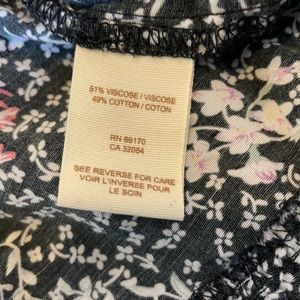 51% VISCOSE / VISCOSE
49% COTTON / COTON
RN 66170
CA 32054
SEE REVERSE FOR CARE
VOIR L'INVERSE POUR
LE SOIN